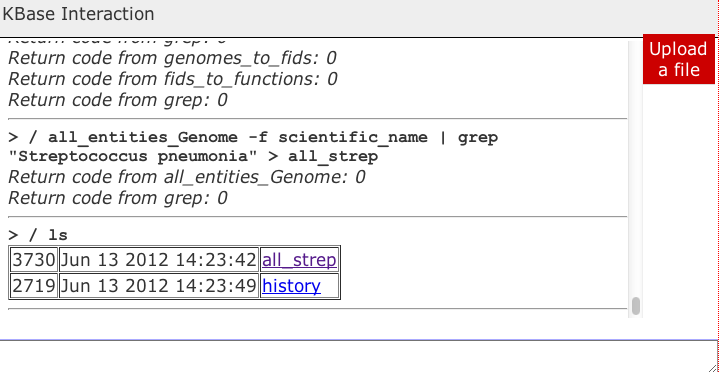 KBase Interaction
Upload
a file
Return code from grep: 0
Return code from genomes_to_fids: 0
Return code from fids_to_functions: 0
Return code from grep: 0
> / all_entities_Genome -f scientific_name | grep
"Streptococcus pneumonia" > all_strep
Return code from all_entities_Genome: 0
Return code from grep: 0
> / ls
3730 Jun 13 2012 14:23:42 all_strep
2719 Jun 13 2012 14:23:49 history